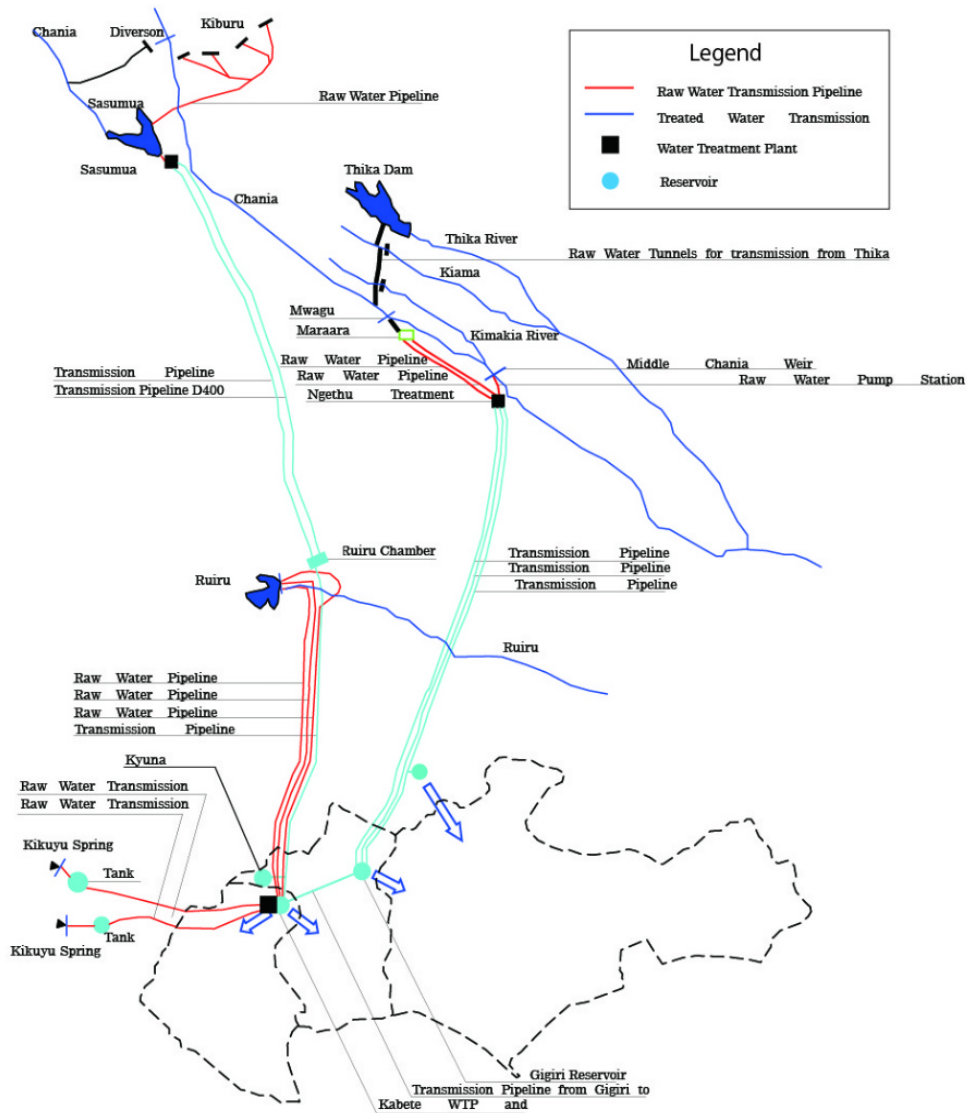 Chania
Diverson
Kiburu
Legend
Raw Water Transmission Pipeline
Treated Water Transmission
Water Treatment Plant
Reservoir
Raw Water Pipeline
Sasumua
Sasumua
Thika Dam
Chania
Thika River
Raw Water Tunnels for transmission from Thika
Kiama
Mwagu
Maraara
Kimakia River
Raw Water Pipeline
Raw Water Pipeline
Ngethu Treatment
Middle Chania Weir
Raw Water Pump Station
Transmission Pipeline
Transmission Pipeline D400
Ruiru Chamber
Transmission Pipeline
Transmission Pipeline
Transmission Pipeline
Ruiru
Ruiru
Raw Water Pipeline
Raw Water Pipeline
Raw Water Pipeline
Transmission Pipeline
Kyuna
Raw Water Transmission
Raw Water Transmission
Kikuyu Spring
Tank
Tank
Kikuyu Spring
Gigiri Reservoir
Transmission Pipeline from Gigiri to
Kabete WTP and